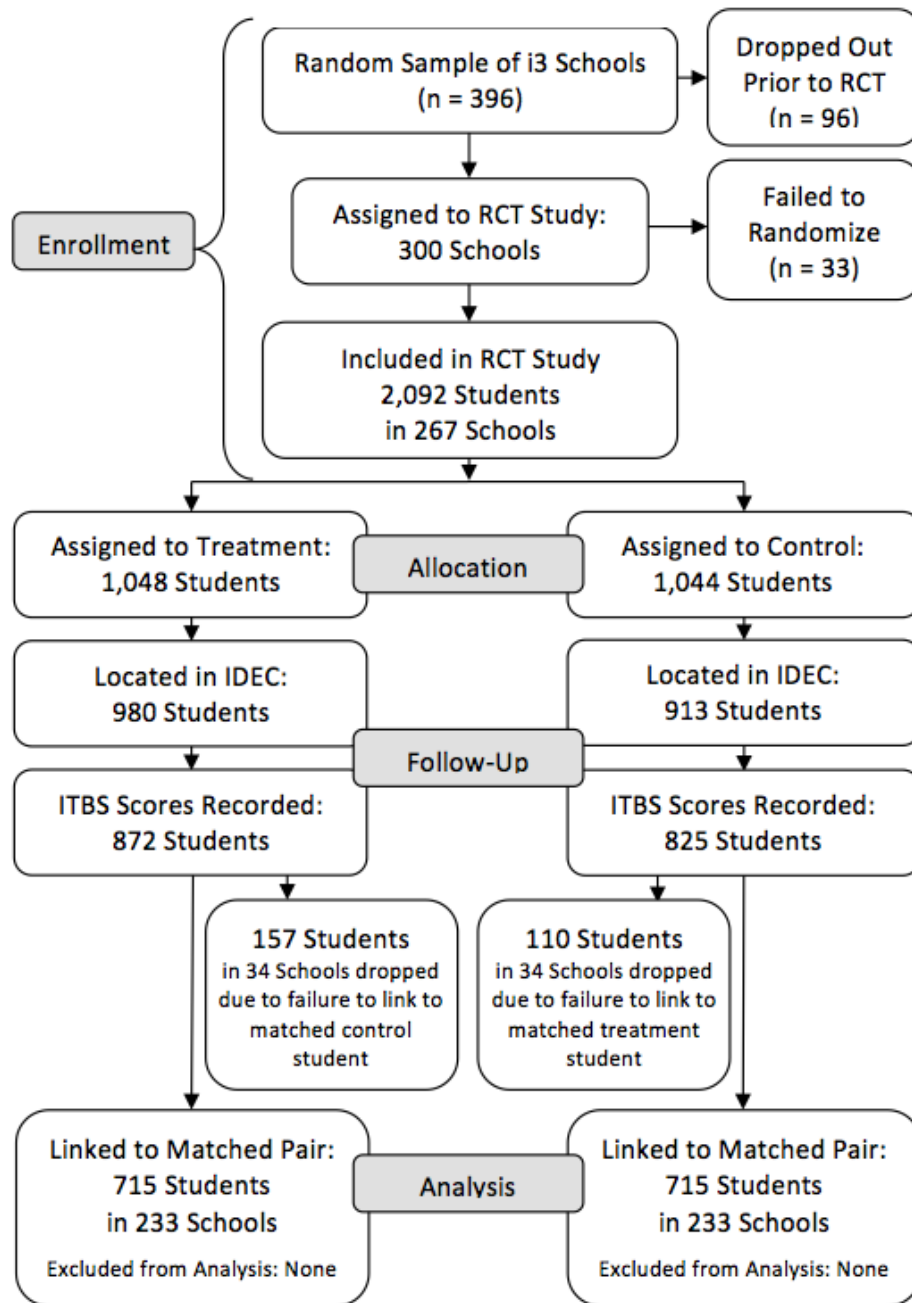 Random Sample of i3 Schools
(n = 396)
Dropped Out
Prior to RCT
(n = 96)
Assigned to RCT Study:
300 Schools
Failed to
Randomize
(n = 33)
Enrollment
Included in RCT Study
2,092 Students
in 267 Schools
Assigned to Treatment:
1,048 Students
Allocation
Assigned to Control:
1,044 Students
Located in IDEC:
980 Students
Located in IDEC:
913 Students
Follow-Up
ITBS Scores Recorded:
872 Students
ITBS Scores Recorded:
825 Students
157 Students
in 34 Schools dropped
due to failure to link to
matched control
student
110 Students
in 34 Schools dropped
due to failure to link to
matched treatment
student
Linked to Matched Pair:
715 Students
in 233 Schools
Excluded from Analysis: None
Analysis
Linked to Matched Pair:
715 Students
in 233 Schools
Excluded from Analysis: None